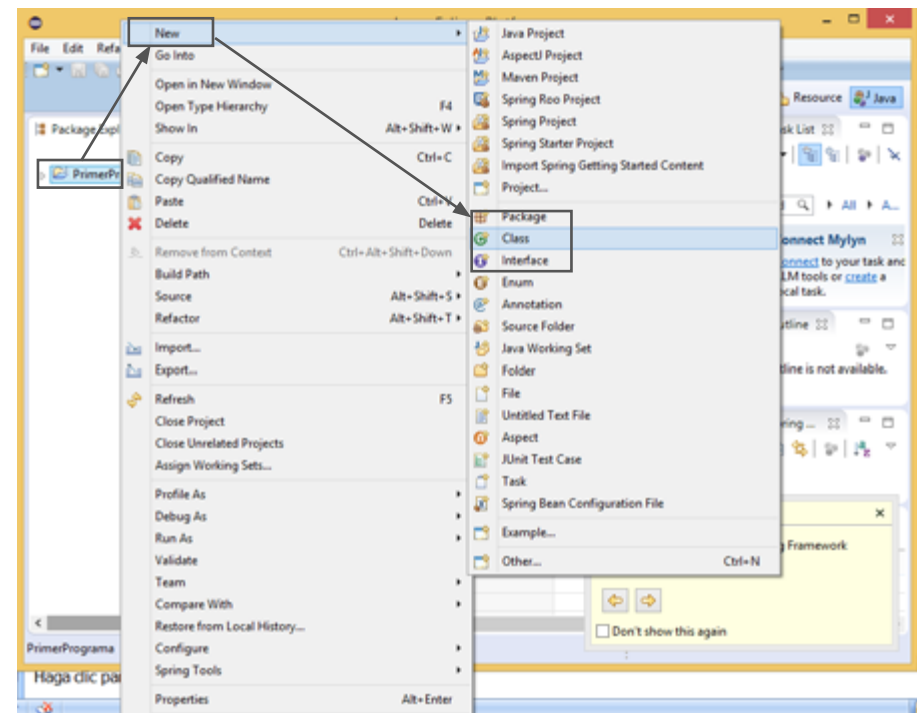 File Edit Refa
Package Expl
PrimerPr
New
Go Into
Open in New Window
Open Type Hierarchy F4
Show In Alt+Shift+W
Copy Ctrl+C
Copy Qualified Name
Paste Ctrl+V
Delete Delete
Remove from Context Ctrl+Alt+Shift+Down
Build Path
Source Alt+Shift+S
Refactor Alt+Shift+T
Import...
Export...
Refresh F5
Close Project
Close Unrelated Projects
Assign Working Sets...
Profile As
Debug As
Run As
Validate
Team
Compare With
Restore from Local History...
Configure
Spring Tools
Properties Alt+Enter
Java Project
AspectJ Project
Maven Project
Spring Roo Project
Spring Project
Spring Starter Project
Import Spring Getting Started Content
Project...
Package
Class
Interface
Enum
Annotation
Source Folder
Java Working Set
Folder
File
Untitled Text File
Aspect
JUnit Test Case
Task
Spring Bean Configuration File
Example...
Other... Ctrl+N
Resource Java
sk List
All A...
onnect Mylyn
onnect to your task and
LM tools or create a
cal task.
utline
tline is not available.
ring ...
g Framework
Don't show this again
PrimerPrograma
Haga clic pa